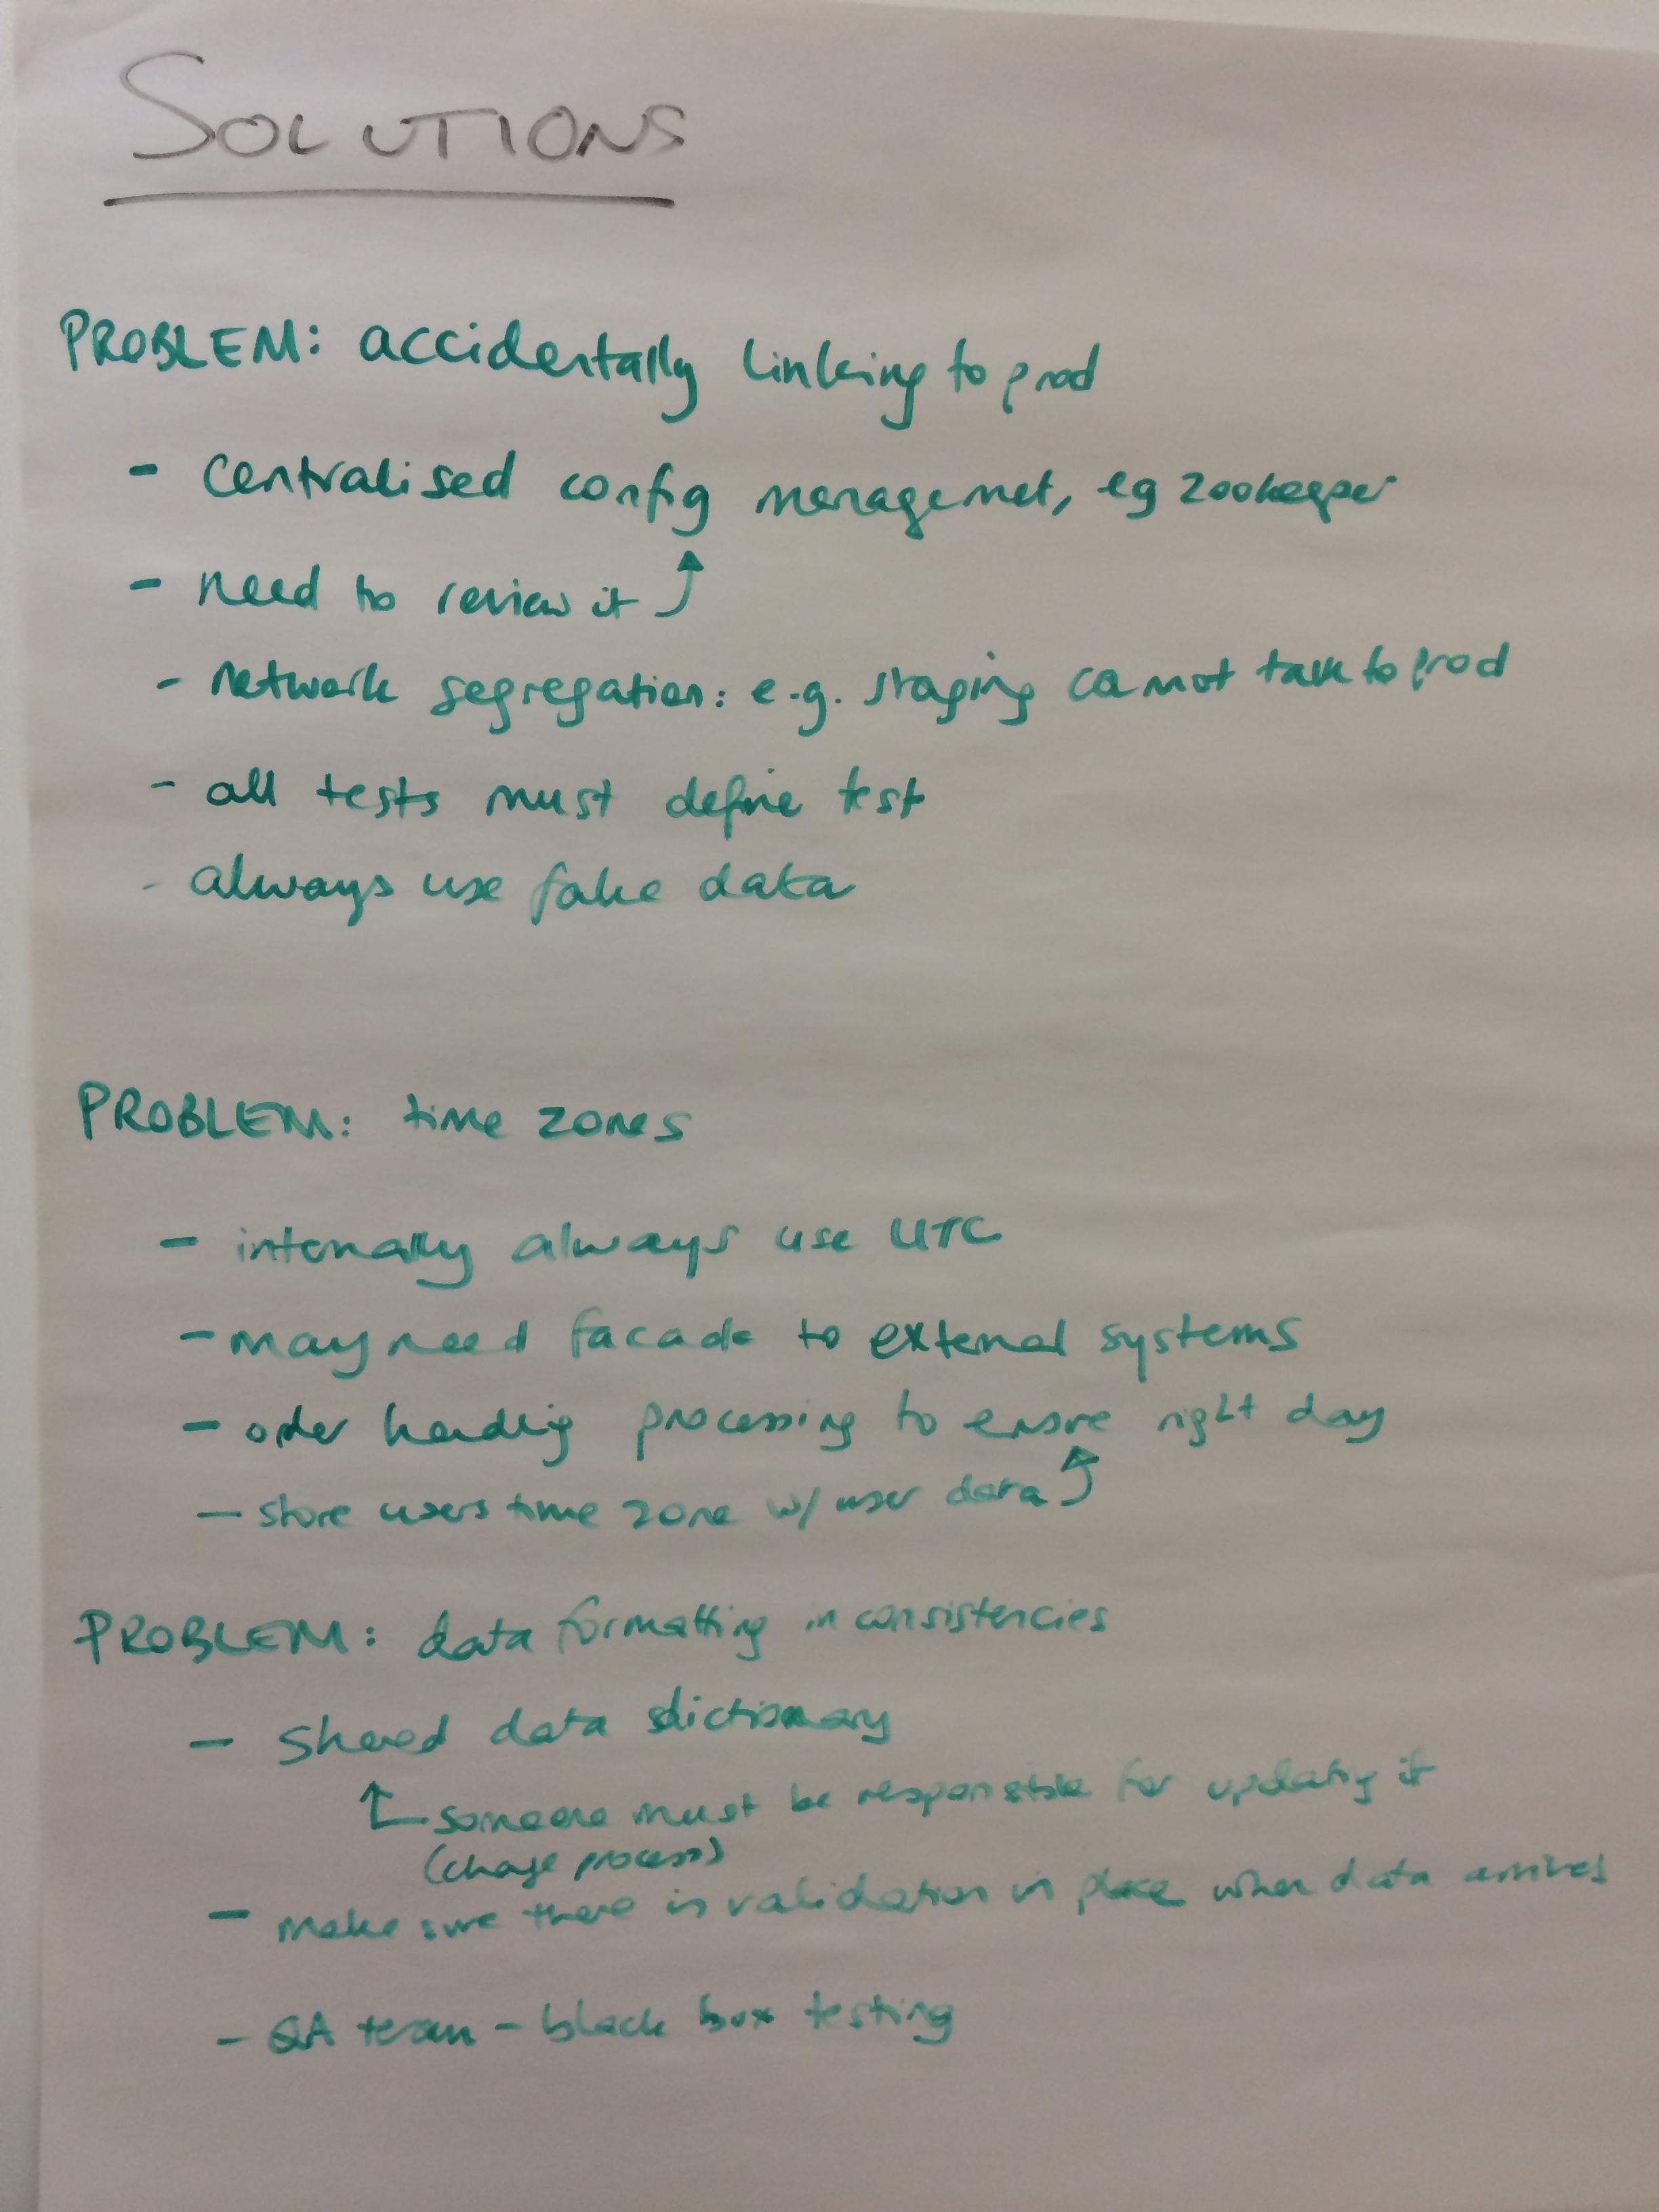 SOLUTIONS
PROBLEM: accidentally linking to prod
- centralised config managemet, eg zookeeper
- need to review it ⤴
- network segregation: e.g. staging cannot talk to prod
- all tests must define test
- always use fake data
PROBLEM: time zones
- internally always use UTC
- may need facade to external systems
- order handling processing to ensure right day
- store users time zone w/ user data ⤴
PROBLEM: data formatting inconsistencies
- Shared data dictionary
↑ someone must be responsible for updating it
(change process)
- make sure there is validation in place when data arrives
- QA team - black box testing